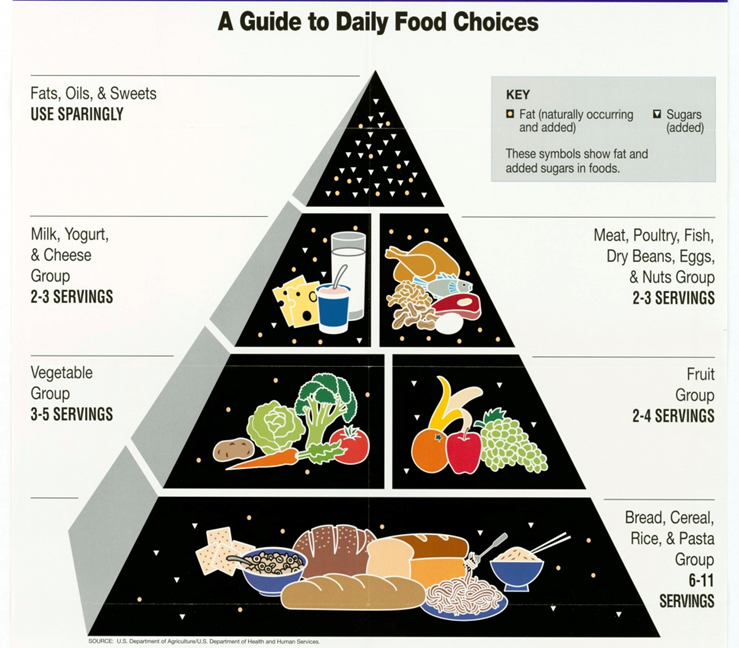 A Guide to Daily Food Choices
Fats, Oils, & Sweets
USE SPARINGLY
KEY
Fat (naturally occurring
and added)
Sugars
(added)
These symbols show fat and
added sugars in foods.
Milk, Yogurt,
& Cheese
Group
2-3 SERVINGS
Meat, Poultry, Fish,
Dry Beans, Eggs,
& Nuts Group
2-3 SERVINGS
Vegetable
Group
3-5 SERVINGS
Fruit
Group
2-4 SERVINGS
Bread, Cereal,
Rice, & Pasta
Group
6-11
SERVINGS
SOURCE: U.S. Department of Agriculture/U.S. Department of Health and Human Services.